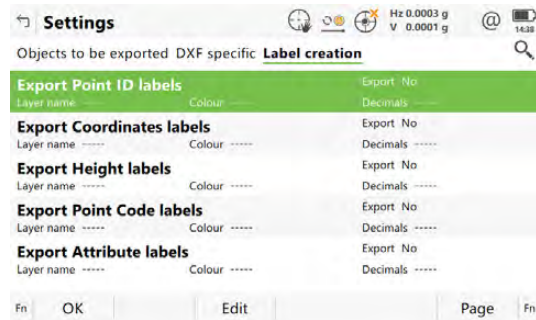 Settings
Hz 0.0003 g
V 0.0001 g
@
14:38
Objects to be exported DXF specific Label creation
Export Point ID labels Export No
Layer name ----- Colour ----- Decimals -----
Export Coordinates labels Export No
Layer name ----- Colour ----- Decimals -----
Export Height labels Export No
Layer name ----- Colour ----- Decimals -----
Export Point Code labels Export No
Layer name ----- Colour ----- Decimals -----
Export Attribute labels Export No
Layer name ----- Colour ----- Decimals -----
Fn OK Edit Page Fn